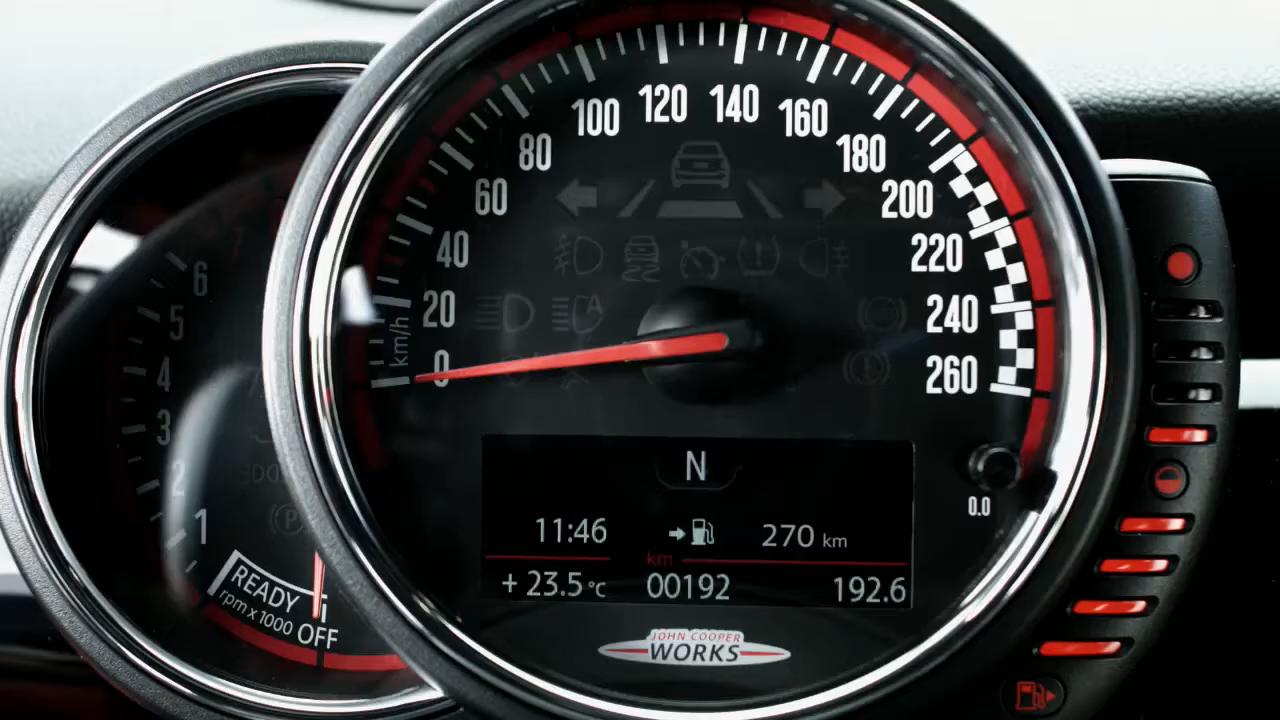 0
20
40
60
80
100
120
140
160
180
200
220
240
260
km/h
6
5
4
3
2
1
READY
rpm x 1000 OFF
N
11:46
270 km
km
+ 23.5 °C
00192
192.6
0.0
JOHN COOPER
WORKS